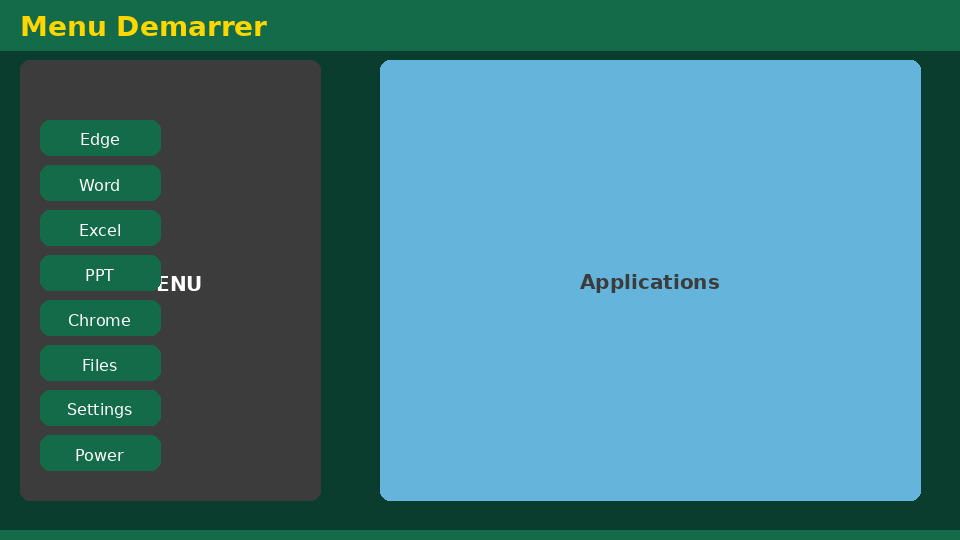 Menu Demarrer
Edge
Word
Excel
PPT
ENU
Chrome
Files
Settings
Power
Applications